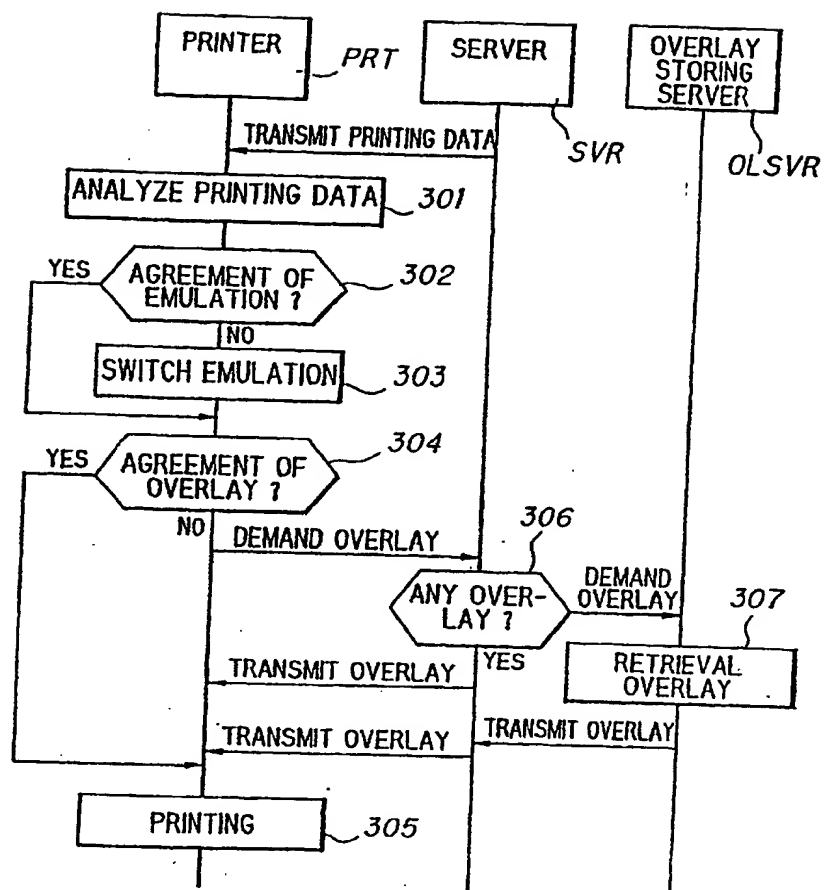 PRINTER
PRT
SERVER
SVR
OVERLAY
STORING
SERVER
OLSVR
TRANSMIT PRINTING DATA
ANALYZE PRINTING DATA
301
YES
AGREEMENT OF
EMULATION ?
302
NO
SWITCH EMULATION
303
YES
AGREEMENT OF
OVERLAY ?
304
NO
DEMAND OVERLAY
306
ANY OVER-
LAY ?
DEMAND
OVERLAY
307
YES
RETRIEVAL
OVERLAY
TRANSMIT OVERLAY
TRANSMIT OVERLAY
TRANSMIT OVERLAY
PRINTING
305